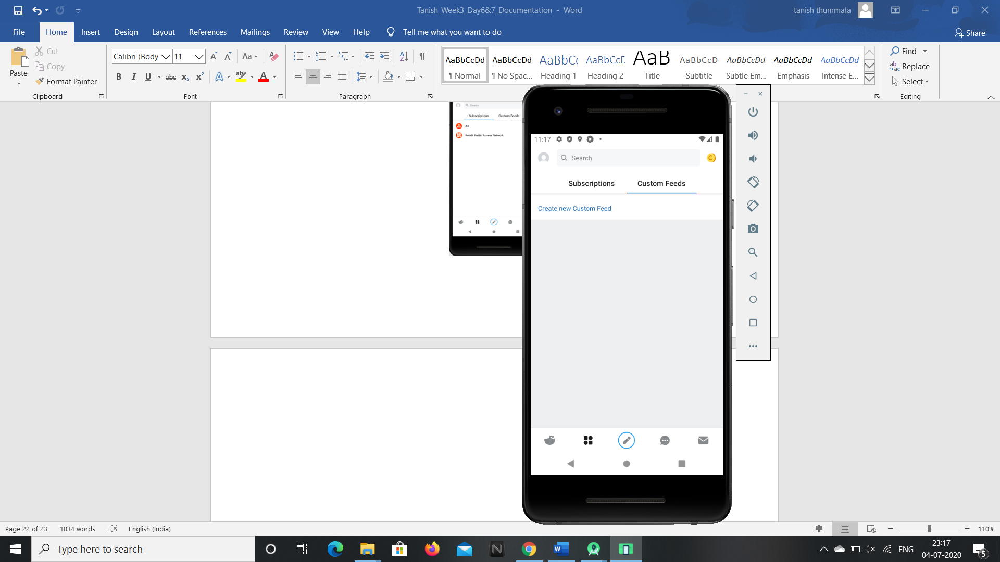 Tanish_Week3_Day6&7_Documentation - Word
tanish thummala
File Home Insert Design Layout References Mailings Review View Help Tell me what you want to do
Share
Paste
Cut
Copy
Format Painter
Clipboard
Calibri (Body
11
Aa
B I U abc x₂ x²
Font
Paragraph
AaBbCcDd
¶ Normal
AaBbCcDd
¶ No Spac...
AaBbCc
Heading 1
AaBbCcE
Heading 2
AaB
Title
AaBbCcD
Subtitle
AaBbCcDd
Subtle Em...
AaBbCcDd
Emphasis
AaBbCcDd
Intense E...
Find
Replace
Select
Editing
Search
Subscriptions Custom Feeds
All
Reddit Public Access Network
11:17
Search
Subscriptions Custom Feeds
Create new Custom Feed
Page 22 of 23 1034 words English (India)
110%
Type here to search
ENG
23:17
04-07-2020
5